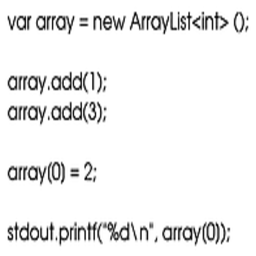 var array = new ArrayList<int> ();
array.add(1);
array.add(3);
array(0) = 2;
stdout.printf("%d\n", array(0));